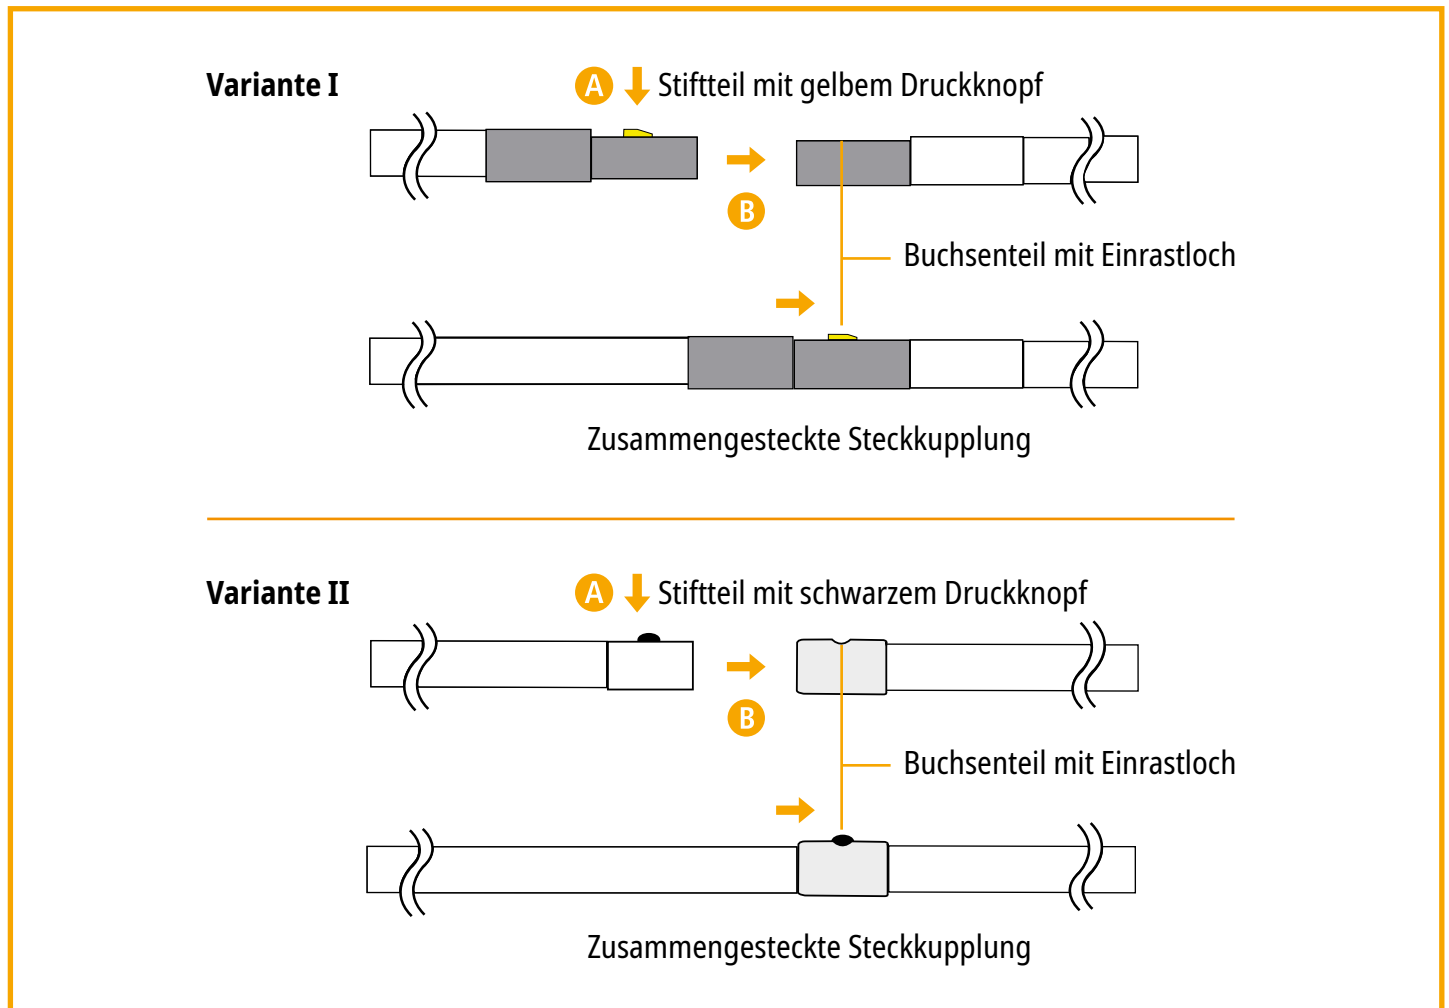 Variante I
A Stiftteil mit gelbem Druckknopf
B
Buchsenteil mit Einrastloch
Zusammengesteckte Steckkupplung
Variante II
A Stiftteil mit schwarzem Druckknopf
B
Buchsenteil mit Einrastloch
Zusammengesteckte Steckkupplung